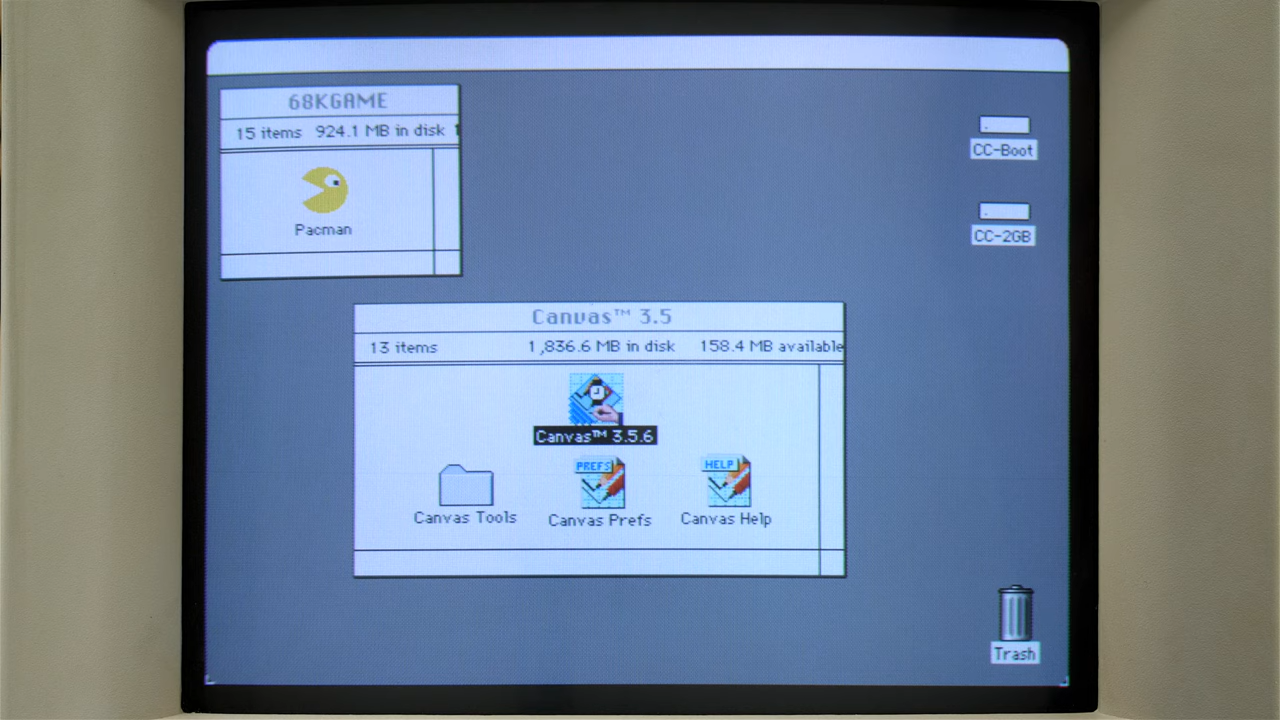 68KGAME
15 items 924.1 MB in disk
Pacman
CC-Boot
CC-2GB
Canvas™ 3.5
13 items 1,836.6 MB in disk 158.4 MB available
Canvas™ 3.5.6
PREFS
HELP
Canvas Tools
Canvas Prefs
Canvas Help
Trash